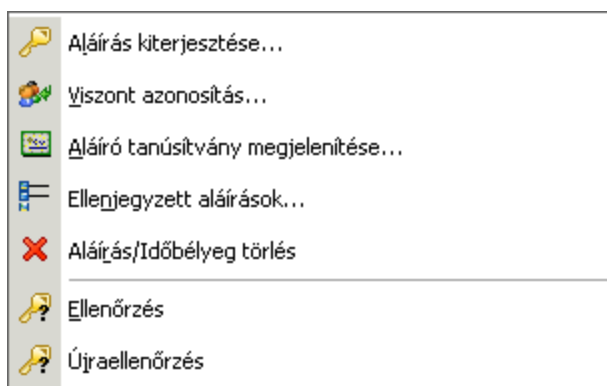 Aláírás kiterjesztése...
Viszont azonosítás...
Aláíró tanúsítvány megjelenítése...
Ellenjegyzett aláírások...
Aláírás/Időbélyeg törlés
Ellenőrzés
Újraellenőrzés